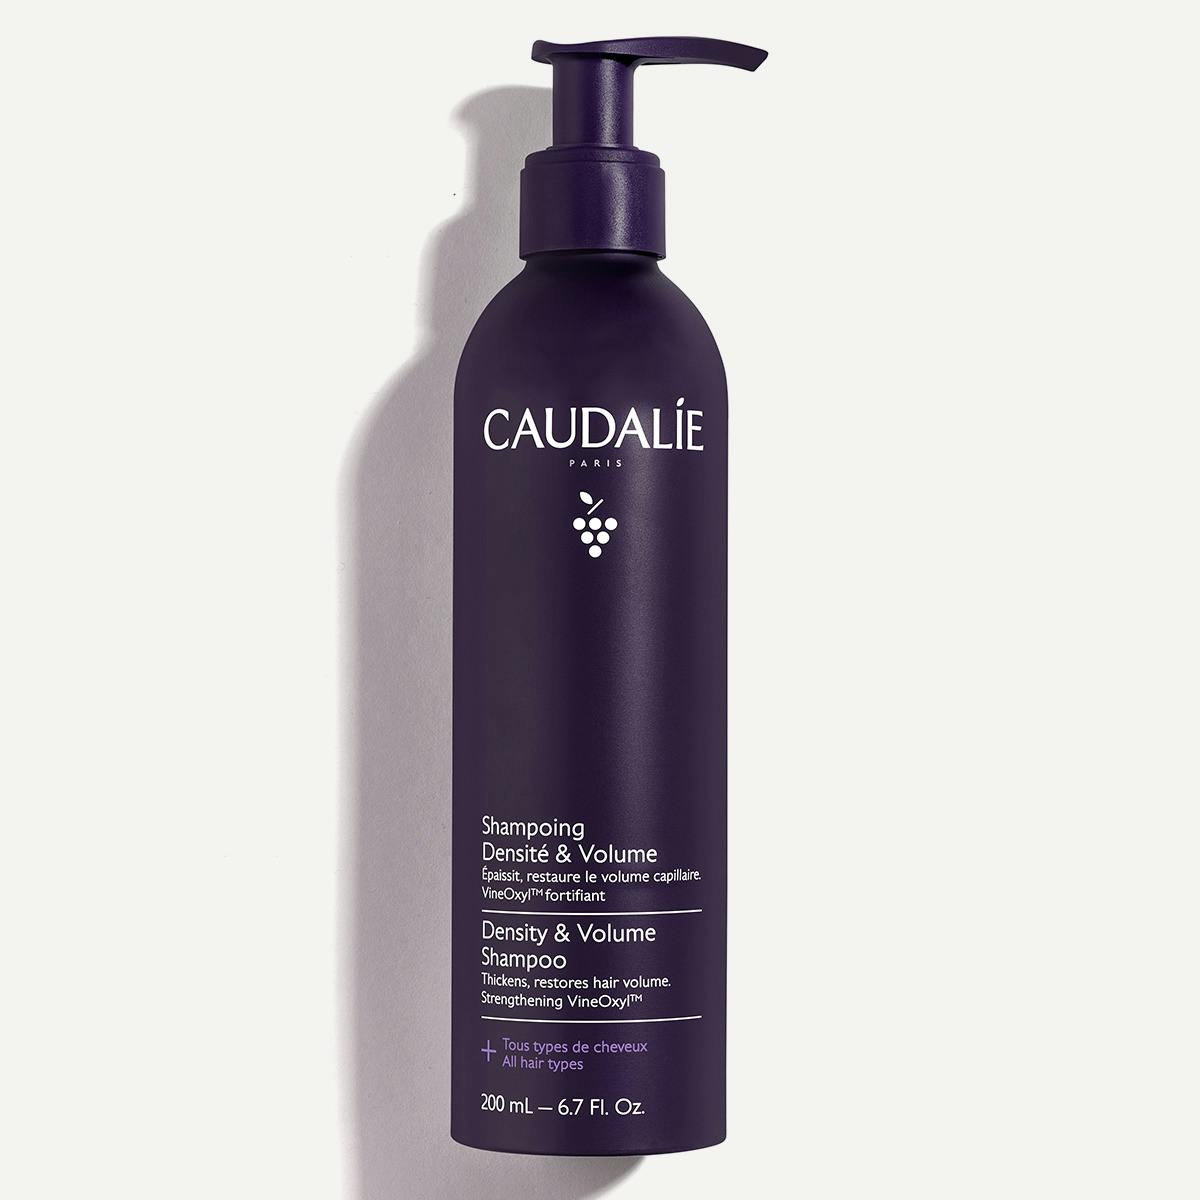 CAUDALÍE
PARIS
Shampoing
Densité & Volume
Épaissit, restaure le volume capillaire.
VineOxyl™ fortifiant
Density & Volume
Shampoo
Thickens, restores hair volume.
Strengthening VineOxyl™
+ Tous types de cheveux
All hair types
200 mL – 6.7 Fl. Oz.